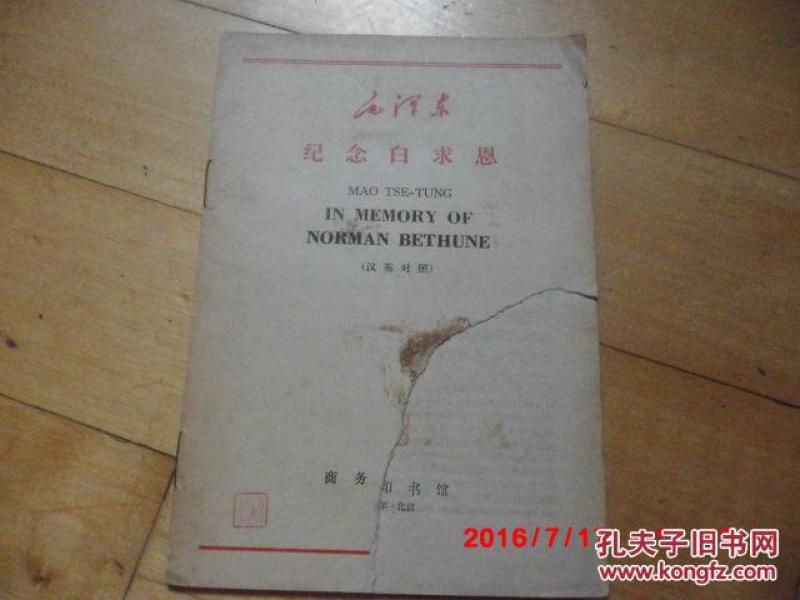 毛泽东
纪念白求恩
MAO TSE-TUNG
IN MEMORY OF
NORMAN BETHUNE
(汉英对照)
商务印书馆
年·北京
2016/7/1
孔夫子旧书网
www.kongfz.com